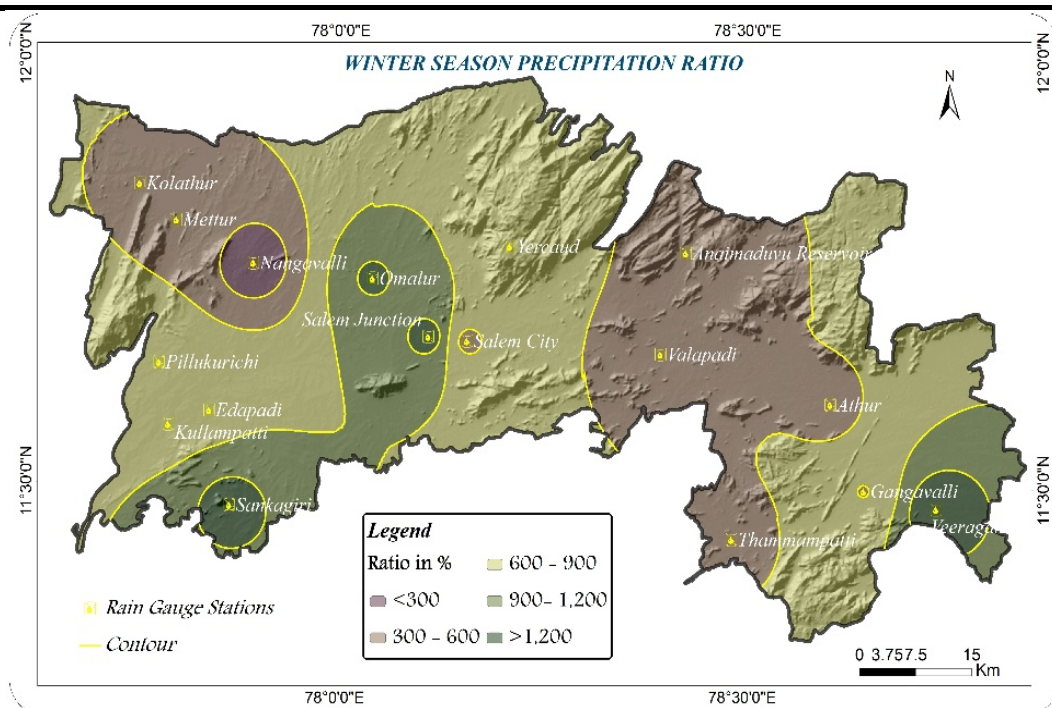 78°0'0"E
78°30'0"E
12°0'0"N
12°0'0"N
WINTER SEASON PRECIPITATION RATIO
N
Kolathur
Mettur
Nangavalli
Yercaud
Anaimaduvu Reservoir
Omalur
Salem Junction
Salem City
Valapadi
Pillukurichi
Edapadi
Kullampatti
Athur
11°30'0"N
11°30'0"N
Sankagiri
Gangavalli
Thammampatti
Legend
Ratio in %
<300
300 - 600
600 - 900
900- 1,200
>1,200
Rain Gauge Stations
Contour
0 3.757.5 15
Km
78°0'0"E
78°30'0"E